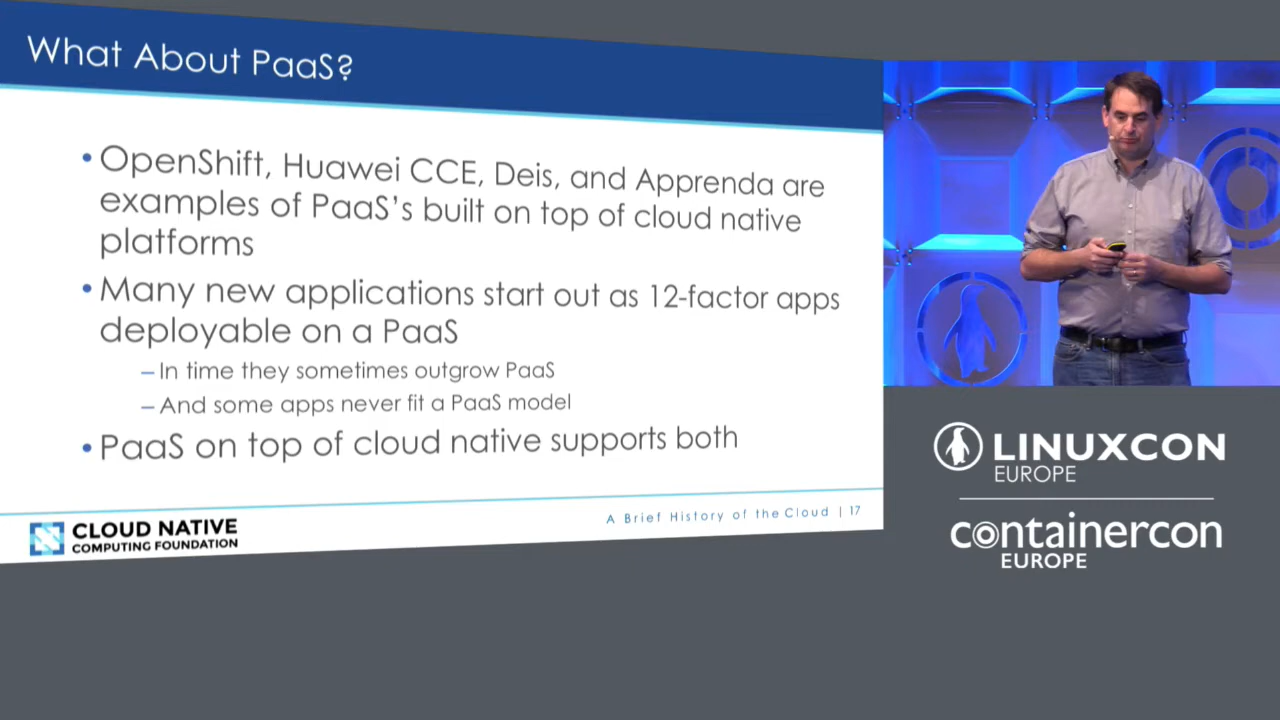 What About PaaS?
• OpenShift, Huawei CCE, Deis, and Apprenda are
examples of PaaS's built on top of cloud native
platforms
• Many new applications start out as 12-factor apps
deployable on a PaaS
– In time they sometimes outgrow PaaS
– And some apps never fit a PaaS model
• PaaS on top of cloud native supports both
CLOUD NATIVE
COMPUTING FOUNDATION
A Brief History of the Cloud | 17
LINUXCON
EUROPE
containercon
EUROPE